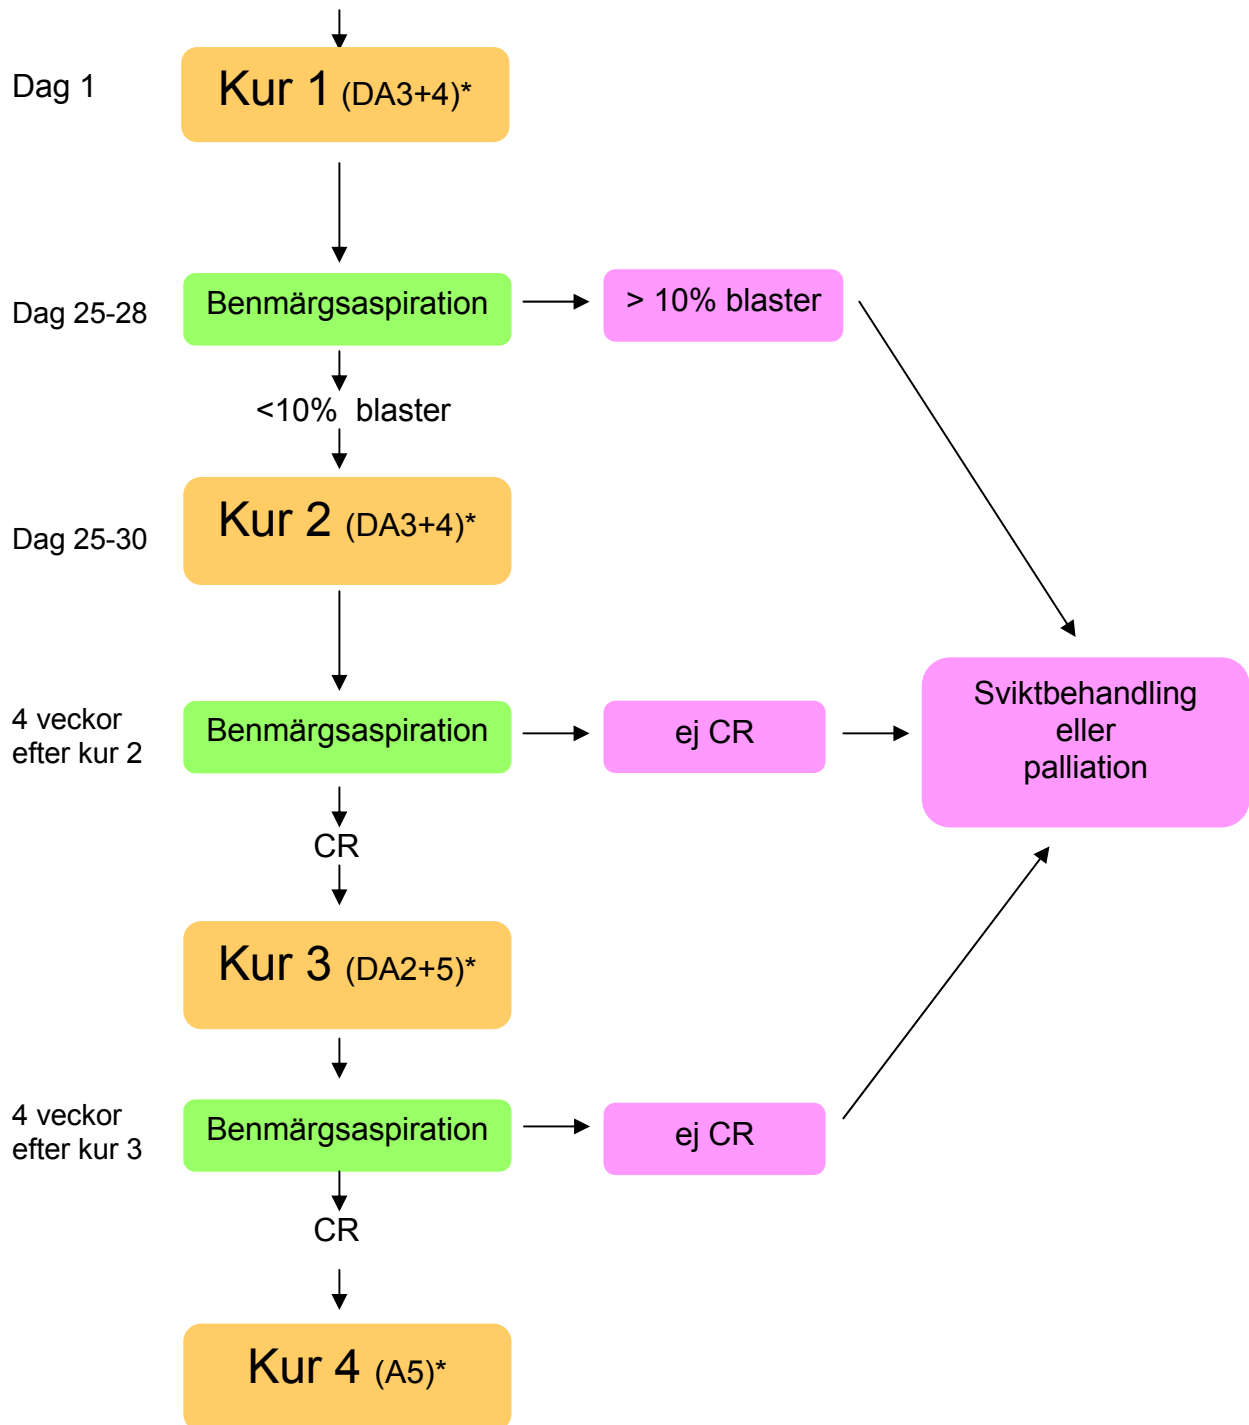 Dag 1
Kur 1 (DA3+4)*
Dag 25-28
Benmärgsaspiration
> 10% blaster
<10% blaster
Dag 25-30
Kur 2 (DA3+4)*
4 veckor
efter kur 2
Benmärgsaspiration
ej CR
Sviktbehandling
eller
palliation
CR
Kur 3 (DA2+5)*
4 veckor
efter kur 3
Benmärgsaspiration
ej CR
CR
Kur 4 (A5)*